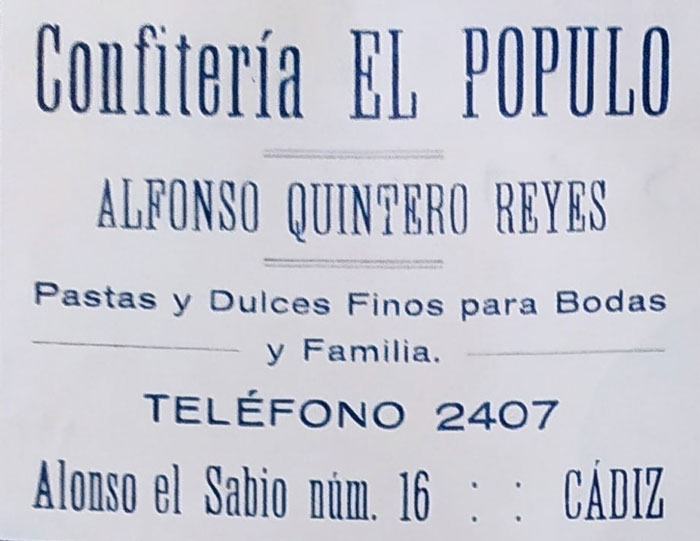 Confitería EL POPULO
ALFONSO QUINTERO REYES
Pastas y Dulces Finos para Bodas
y Familia.
TELÉFONO 2407
Alonso el Sabio núm. 16 : : CÁDIZ